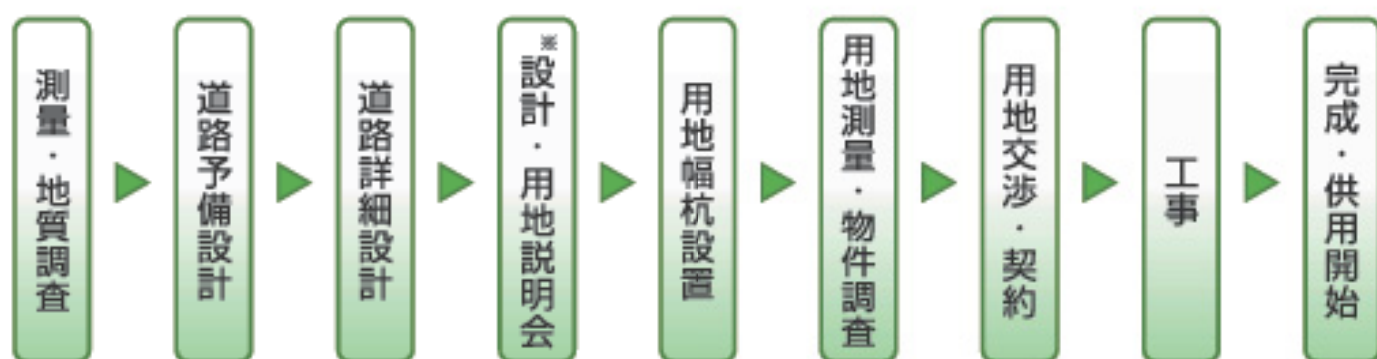 測量・地質調査
道路予備設計
道路詳細設計
※設計・用地説明会
用地幅杭設置
用地測量・物件調査
用地交渉・契約
工事
完成・供用開始